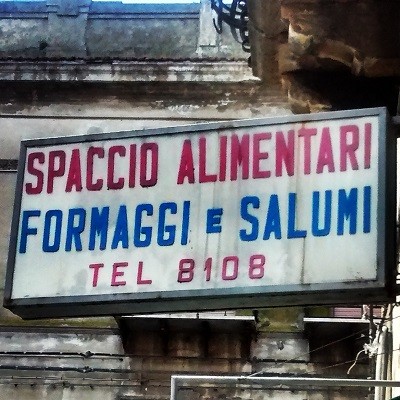 SPACCIO ALIMENTARI
FORMAGGI E SALUMI
TEL 8108